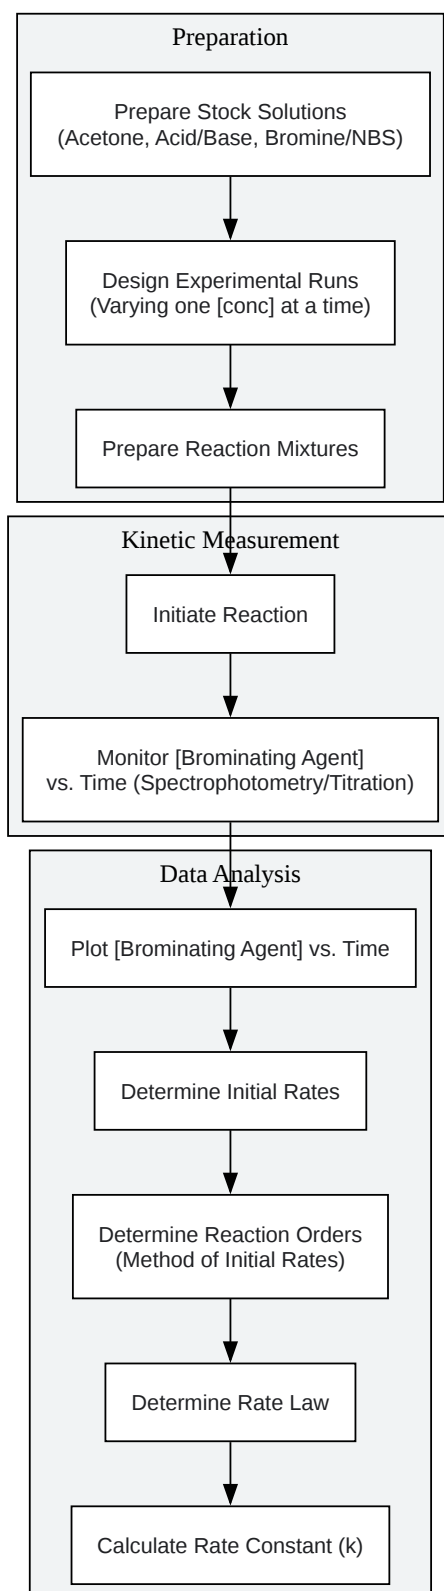 Preparation
Prepare Stock Solutions
(Acetone, Acid/Base, Bromine/NBS)
Design Experimental Runs
(Varying one [conc] at a time)
Prepare Reaction Mixtures
Kinetic Measurement
Initiate Reaction
Monitor [Brominating Agent]
vs. Time (Spectrophotometry/Titration)
Data Analysis
Plot [Brominating Agent] vs. Time
Determine Initial Rates
Determine Reaction Orders
(Method of Initial Rates)
Determine Rate Law
Calculate Rate Constant (k)